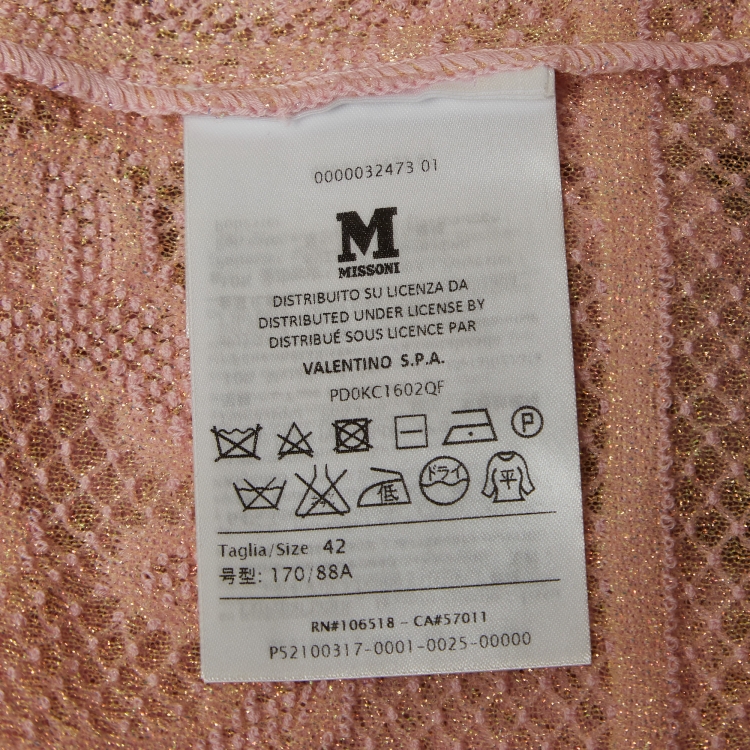 0000032473 01
M
MISSONI
DISTRIBUITO SU LICENZA DA
DISTRIBUTED UNDER LICENSE BY
DISTRIBUÉ SOUS LICENCE PAR
VALENTINO S.P.A.
PD0KC1602QF
P
低 ドライ 平
Taglia/Size 42
号型: 170/88A
RN#106518 - CA#57011
P52100317-0001-0025-00000